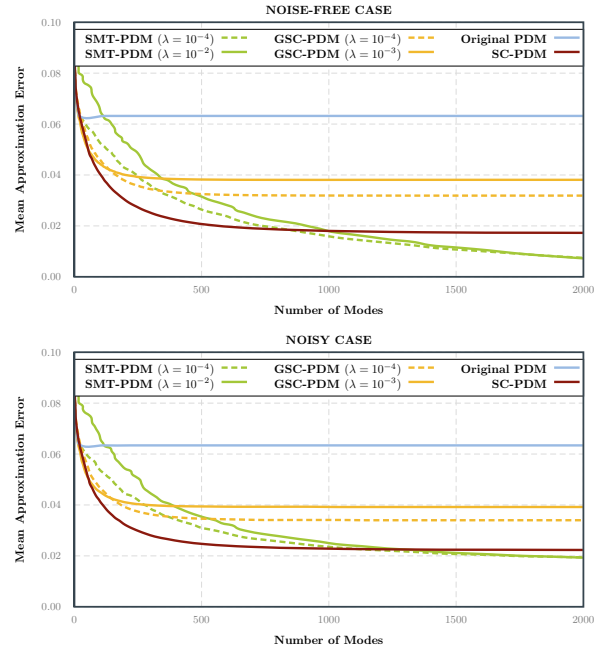 NOISE-FREE CASE
0.10
SMT-PDM (λ = 10⁻⁴) GSC-PDM (λ = 10⁻⁴) Original PDM
SMT-PDM (λ = 10⁻²) GSC-PDM (λ = 10⁻³) SC-PDM
0.08
0.06
0.04
0.02
0.00
Mean Approximation Error
0 500 1000 1500 2000
Number of Modes
NOISY CASE
0.10
SMT-PDM (λ = 10⁻⁴) GSC-PDM (λ = 10⁻⁴) Original PDM
SMT-PDM (λ = 10⁻²) GSC-PDM (λ = 10⁻³) SC-PDM
0.08
0.06
0.04
0.02
0.00
Mean Approximation Error
0 500 1000 1500 2000
Number of Modes